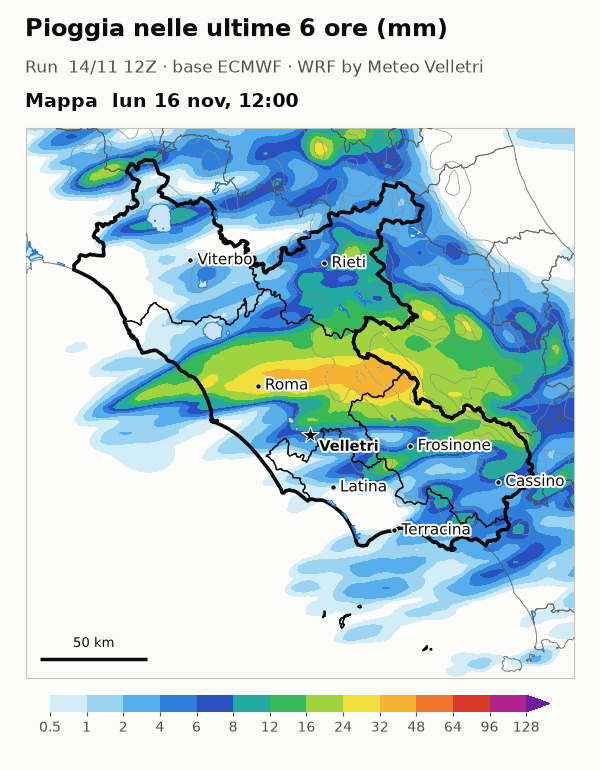 Pioggia nelle ultime 6 ore (mm)
Run  14/11 12Z · base ECMWF · WRF by Meteo Velletri
Mappa  lun 16 nov, 12:00
Viterbo
Rieti
Roma
Velletri
Frosinone
Cassino
Latina
Terracina
50 km
0.5 1 2 4 6 8 12 16 24 32 48 64 96 128